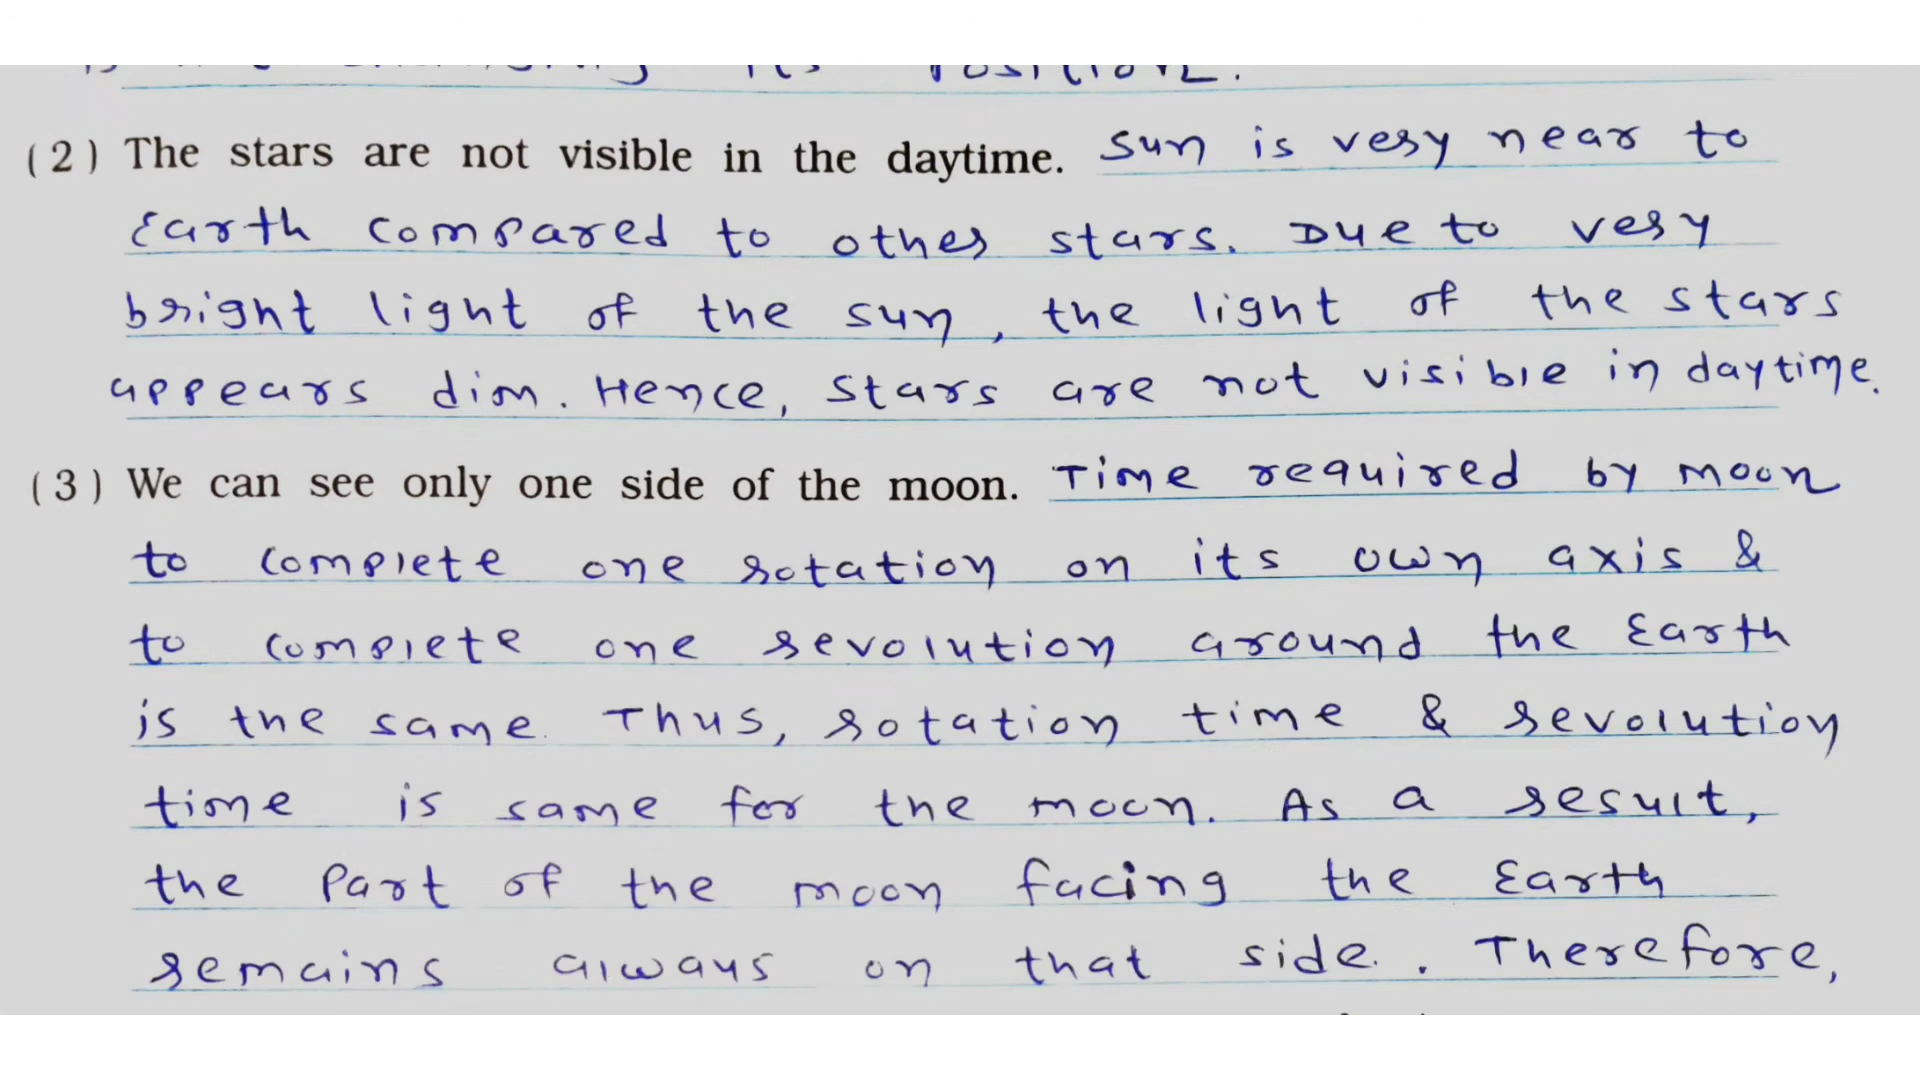 its position.
(2) The stars are not visible in the daytime. Sun is very near to
Earth compared to other stars. Due to very
bright light of the sun, the light of the stars
appears dim. Hence, stars are not visible in daytime.
(3) We can see only one side of the moon. Time required by moon
to complete one rotation on its own axis &
to complete one revolution around the Earth
is the same. Thus, rotation time & revolution
time is same for the moon. As a result,
the part of the moon facing the Earth
remains always on that side. . Therefore,